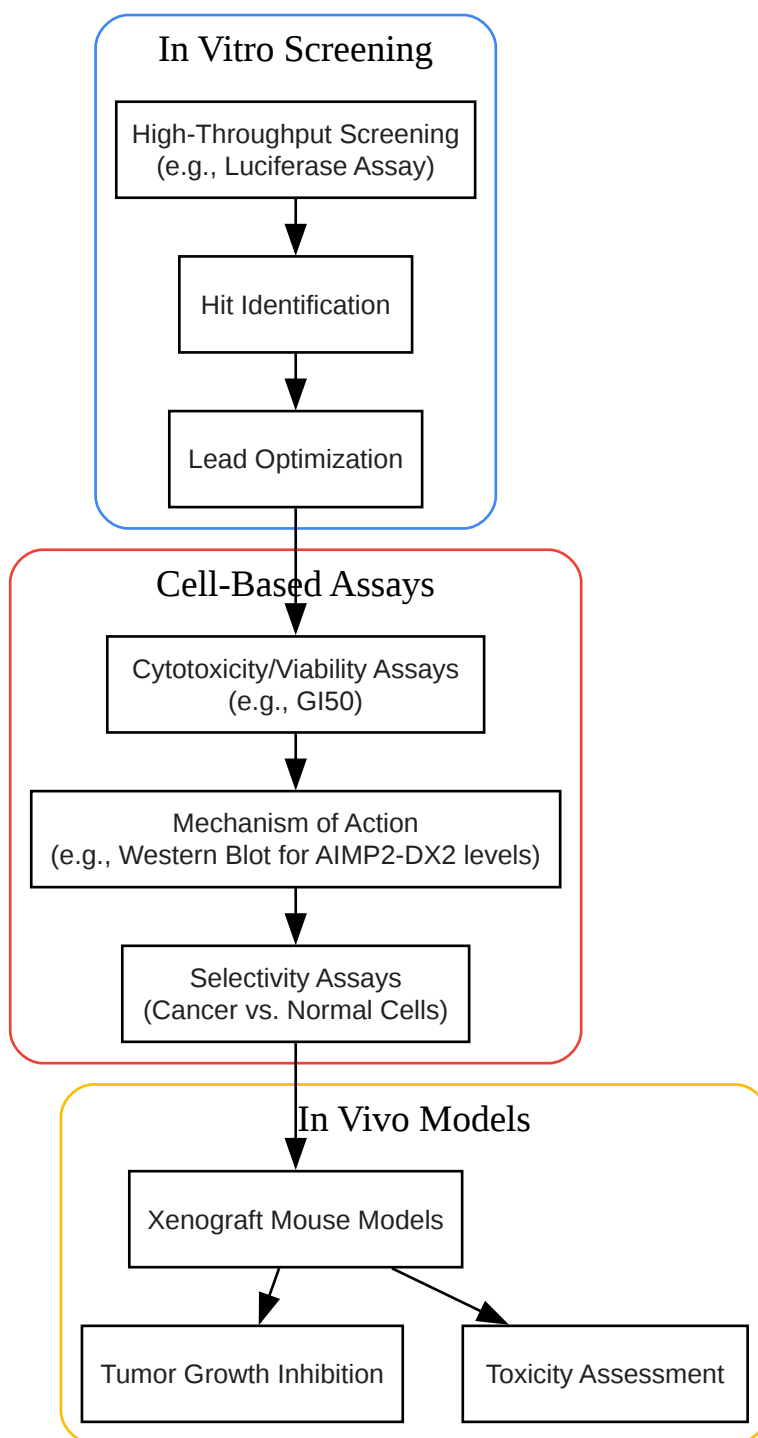 In Vitro Screening
High-Throughput Screening
(e.g., Luciferase Assay)
Hit Identification
Lead Optimization
Cell-Based Assays
Cytotoxicity/Viability Assays
(e.g., GI50)
Mechanism of Action
(e.g., Western Blot for AIMP2-DX2 levels)
Selectivity Assays
(Cancer vs. Normal Cells)
In Vivo Models
Xenograft Mouse Models
Tumor Growth Inhibition
Toxicity Assessment